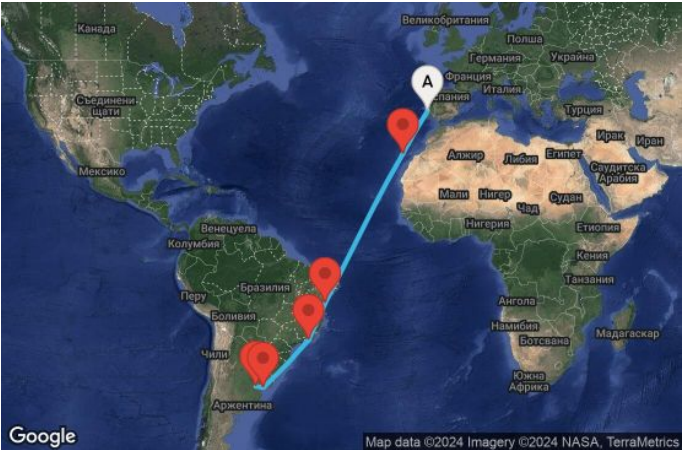 Великобритания
Канада
Полша
Германия
Украйна
Франция
A
Италия
Съединени
щати
Турция
Ирак
Иран
Алжир
Либия
Египет
Саудитска
Арабия
Мексико
Мали
Нигер
Судан
Чад
Венецуела
Нигерия
Етиопия
Колумбия
Кения
Бразилия
Танзания
Перу
Ангола
Боливия
Намибия
Мадагаскар
Ботсвана
Чили
Южна
Африка
Аржентина
Google
Map data ©2024 Imagery ©2024 NASA, TerraMetrics